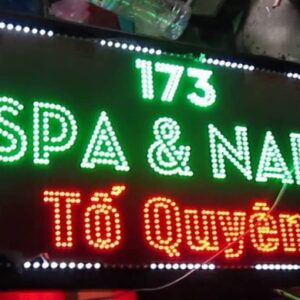 173
SPA & NAI
Tố Quyên